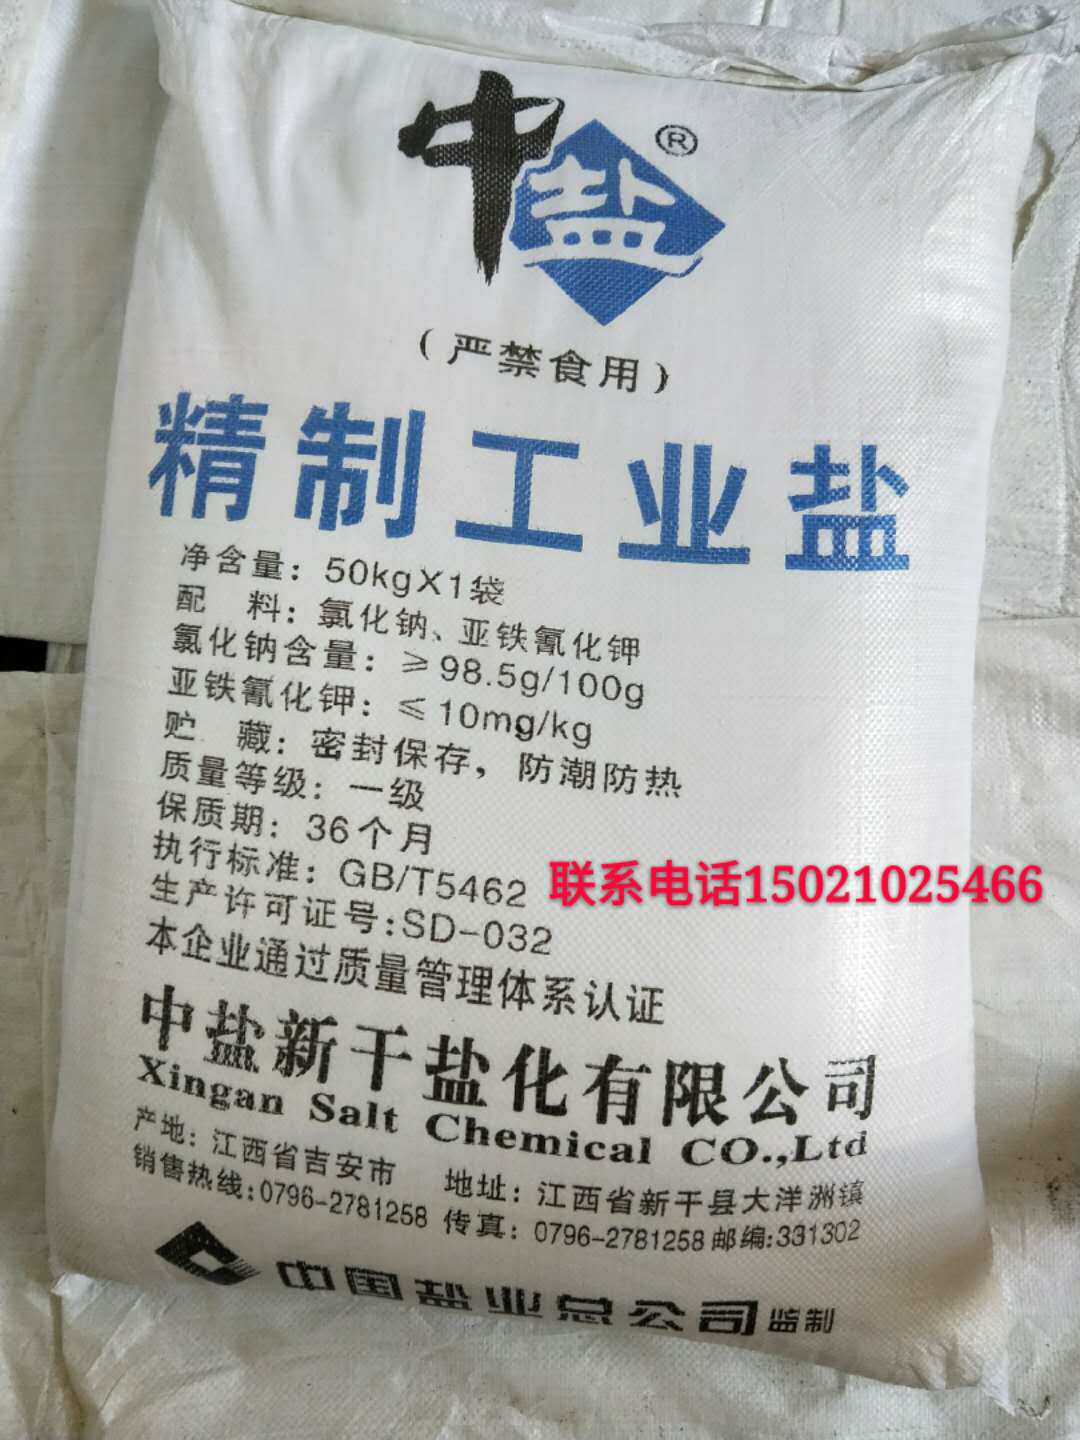 中盐®
（严禁食用）
精制工业盐
净含量：50kgX1袋
配 料：氯化钠、亚铁氰化钾
氯化钠含量：≥98.5g/100g
亚铁氰化钾：≤10mg/kg
贮 藏：密封保存，防潮防热
质量等级：一级
保质期：36个月
执行标准：GB/T5462
联系电话15021025466
生产许可证号:SD-032
本企业通过质量管理体系认证
中盐新干盐化有限公司
Xingan Salt Chemical CO.,Ltd
产地：江西省吉安市 地址：江西省新干县大洋洲镇
销售热线:0796-2781258 传真：0796-2781258 邮编:331302
中国盐业总公司监制